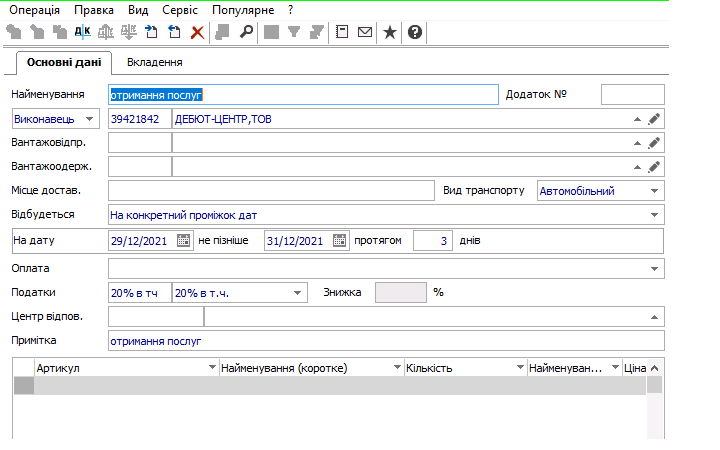 Операція Правка Вид Сервіс Популярне ?
Д К
Основні дані Вкладення
Найменування отримання послуг Додаток №
Виконавець 39421842 ДЕБЮТ-ЦЕНТР,ТОВ
Вантажовідпр.
Вантажоодерж.
Місце достав. Вид транспорту Автомобільний
Відбудеться На конкретний проміжок дат
На дату 29/12/2021 не пізніше 31/12/2021 протягом 3 днів
Оплата
Податки 20% в тч 20% в т.ч. Знижка %
Центр відпов.
Примітка отримання послуг
Артикул Найменування (коротке) Кількість Найменуван... Ціна